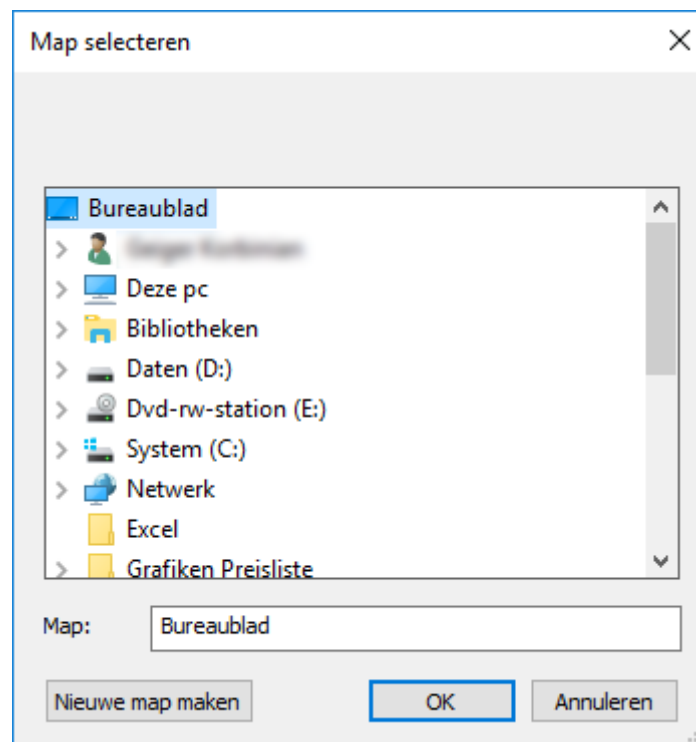 Map selecteren
Bureaublad
Deze pc
Bibliotheken
Daten (D:)
Dvd-rw-station (E:)
System (C:)
Netwerk
Excel
Grafiken Preisliste
Map: Bureaublad
Nieuwe map maken OK Annuleren